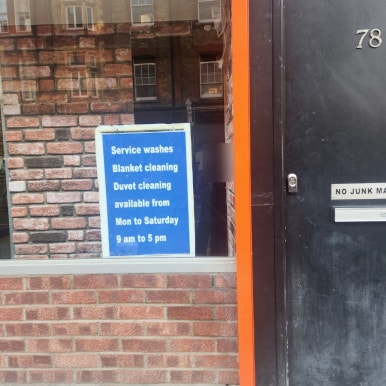 78
Service washes
Blanket cleaning
Duvet cleaning
available from
Mon to Saturday
9 am to 5 pm
NO JUNK MA